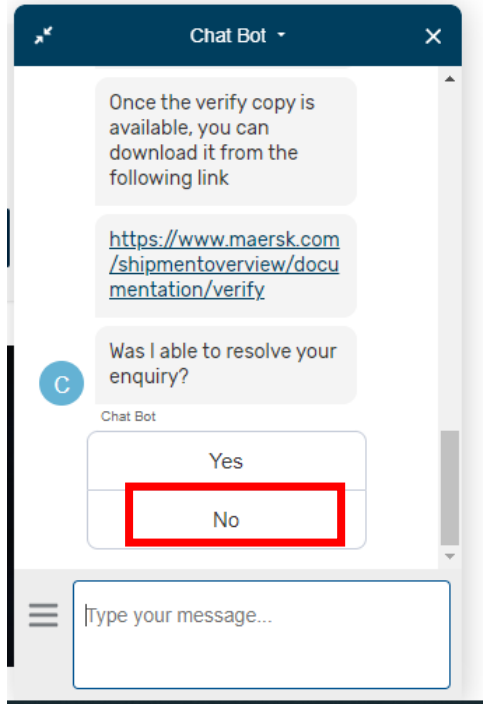 Chat Bot
Once the verify copy is
available, you can
download it from the
following link
https://www.maersk.com
/shipmentoverview/docu
mentation/verify
Was I able to resolve your
enquiry?
C
Chat Bot
Yes
No
Type your message...